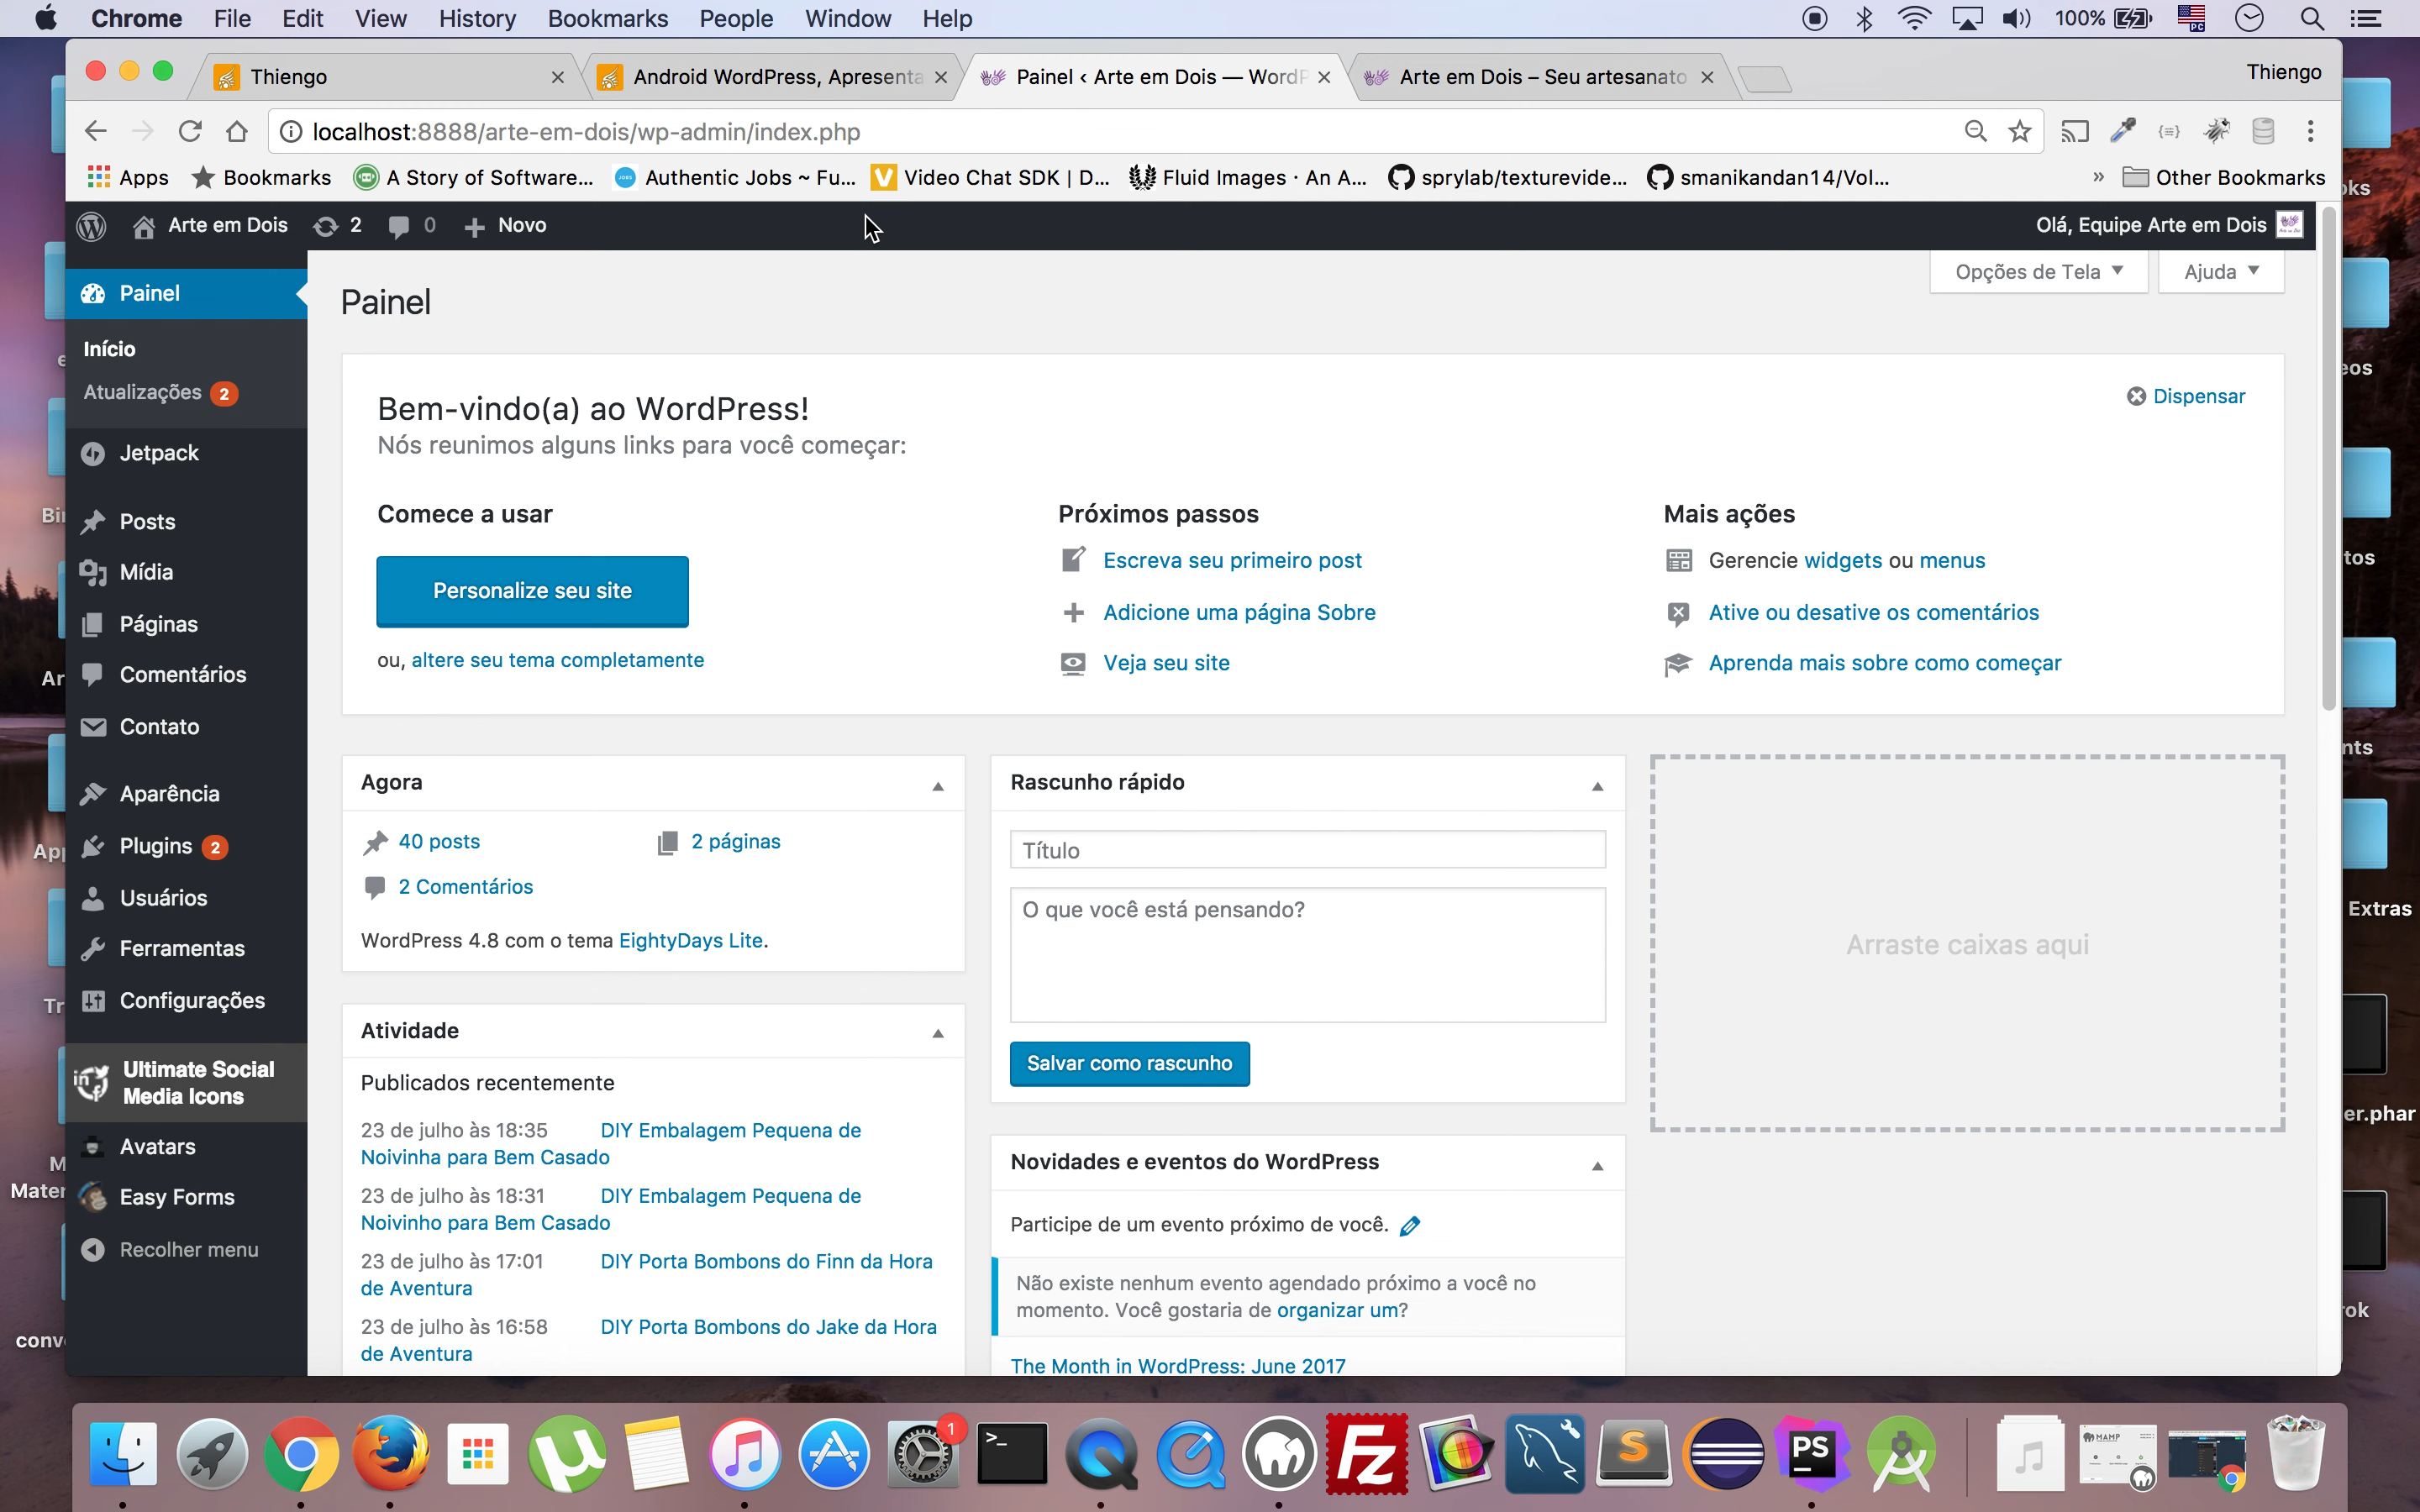 Chrome File Edit View History Bookmarks People Window Help 100% PC
Thiengo
Android WordPress, Apresenta
Painel ‹ Arte em Dois — WordP
Arte em Dois – Seu artesanato
Thiengo
localhost:8888/arte-em-dois/wp-admin/index.php
Apps Bookmarks A Story of Software... Authentic Jobs ~ Fu... Video Chat SDK | D... Fluid Images · An A... sprylab/texturevide... smanikandan14/Vol... » Other Bookmarks
Arte em Dois 2 0 Novo
Olá, Equipe Arte em Dois
Painel
Início
Atualizações 2
Jetpack
Posts
Mídia
Páginas
Comentários
Contato
Aparência
Plugins 2
Usuários
Ferramentas
Configurações
Ultimate Social
Media Icons
Avatars
Easy Forms
Recolher menu
Opções de Tela
Ajuda
Painel
Bem-vindo(a) ao WordPress!
Nós reunimos alguns links para você começar:
Dispensar
Comece a usar
Personalize seu site
ou, altere seu tema completamente
Próximos passos
Escreva seu primeiro post
Adicione uma página Sobre
Veja seu site
Mais ações
Gerencie widgets ou menus
Ative ou desative os comentários
Aprenda mais sobre como começar
Agora
40 posts
2 páginas
2 Comentários
WordPress 4.8 com o tema EightyDays Lite.
Atividade
Publicados recentemente
23 de julho às 18:35 DIY Embalagem Pequena de
Noivinha para Bem Casado
23 de julho às 18:31 DIY Embalagem Pequena de
Noivinho para Bem Casado
23 de julho às 17:01 DIY Porta Bombons do Finn da Hora
de Aventura
23 de julho às 16:58 DIY Porta Bombons do Jake da Hora
de Aventura
Rascunho rápido
Título
O que você está pensando?
Salvar como rascunho
Novidades e eventos do WordPress
Participe de um evento próximo de você.
Não existe nenhum evento agendado próximo a você no
momento. Você gostaria de organizar um?
The Month in WordPress: June 2017
Arraste caixas aqui
Extras
er.phar
1
PS